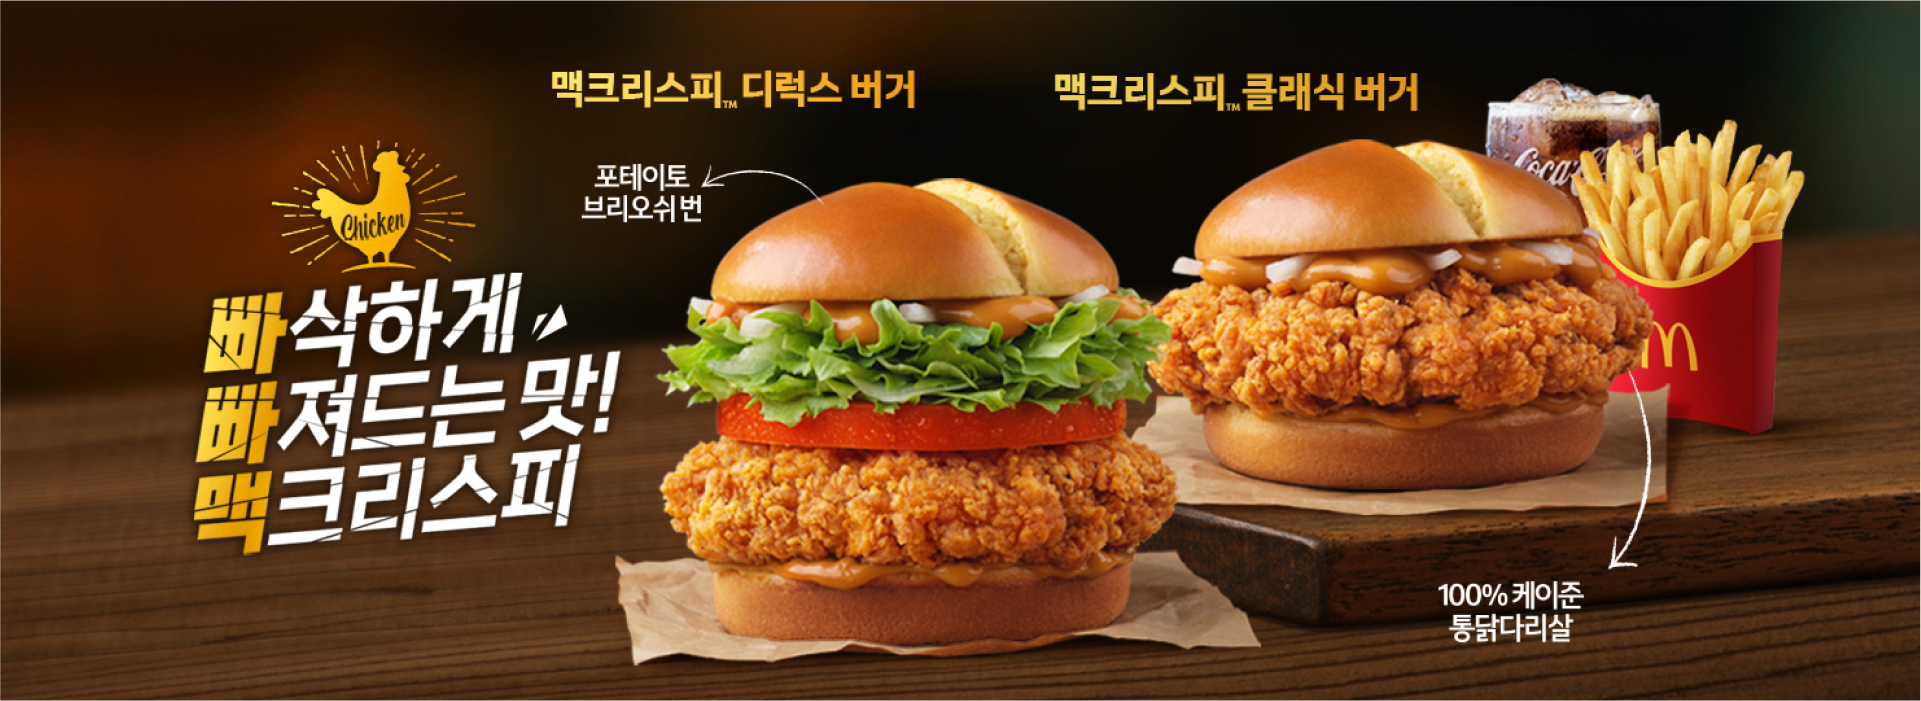 맥크리스피™ 디럭스 버거
맥크리스피™ 클래식 버거
포테이토
브리오쉬 번
Chicken
빠삭하게
빠져드는 맛!
맥크리스피
Coca-Co
100% 케이준
통닭다리살